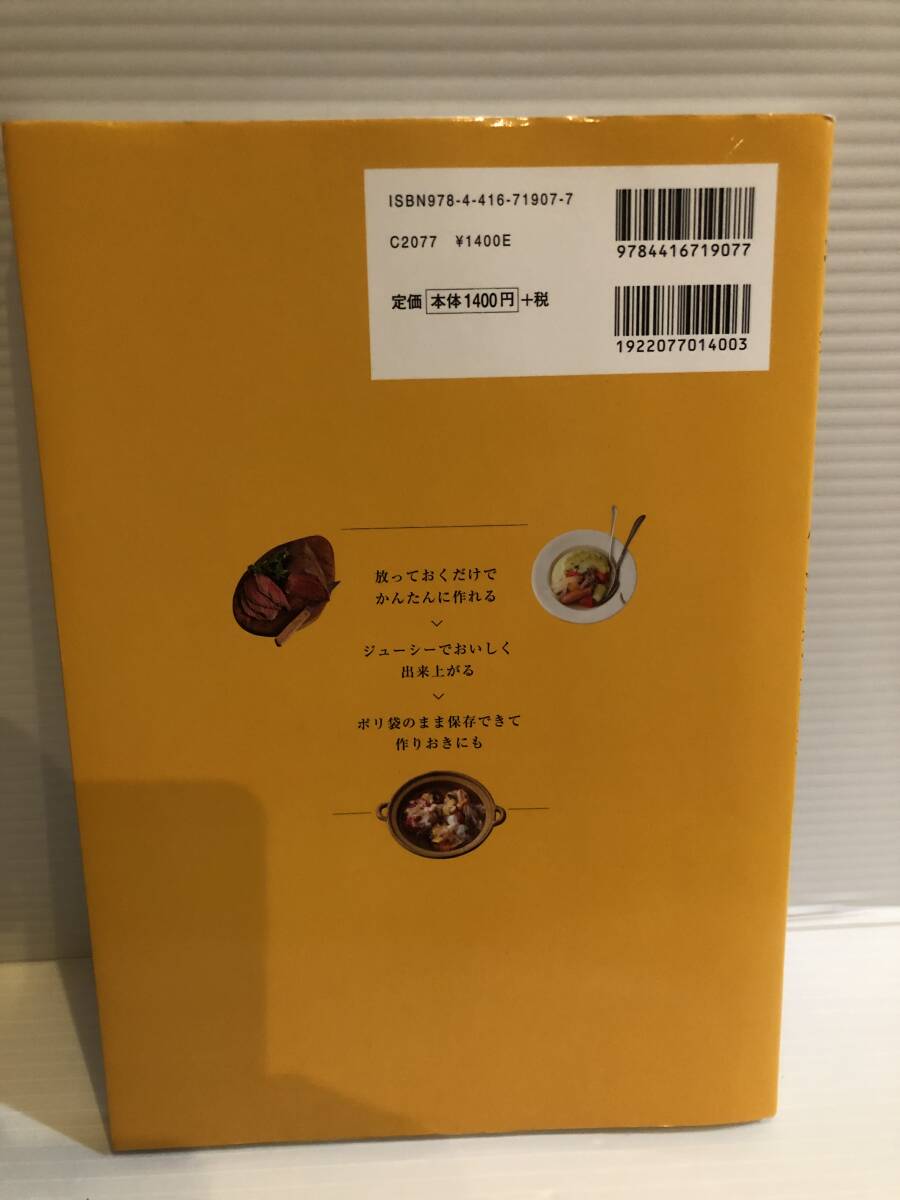 ISBN978-4-416-71907-7
C2077 ¥1400E
定価 本体1400円 +税
9784416719077
1922077014003
放っておくだけで
かんたんに作れる
ジューシーでおいしく
出来上がる
ポリ袋のまま保存できて
作りおきにも